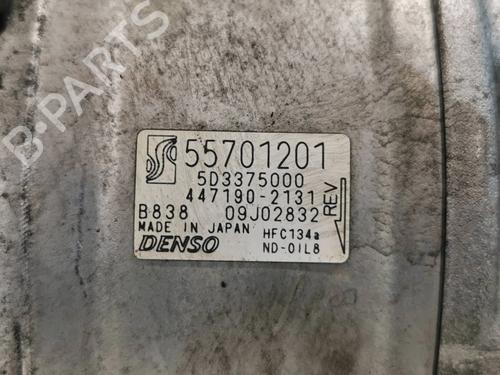 B-PARTS
55701201
5D3375000
447190-2131
B838 09J02832
REV
MADE IN JAPAN HFC134a
DENSO ND-OIL8